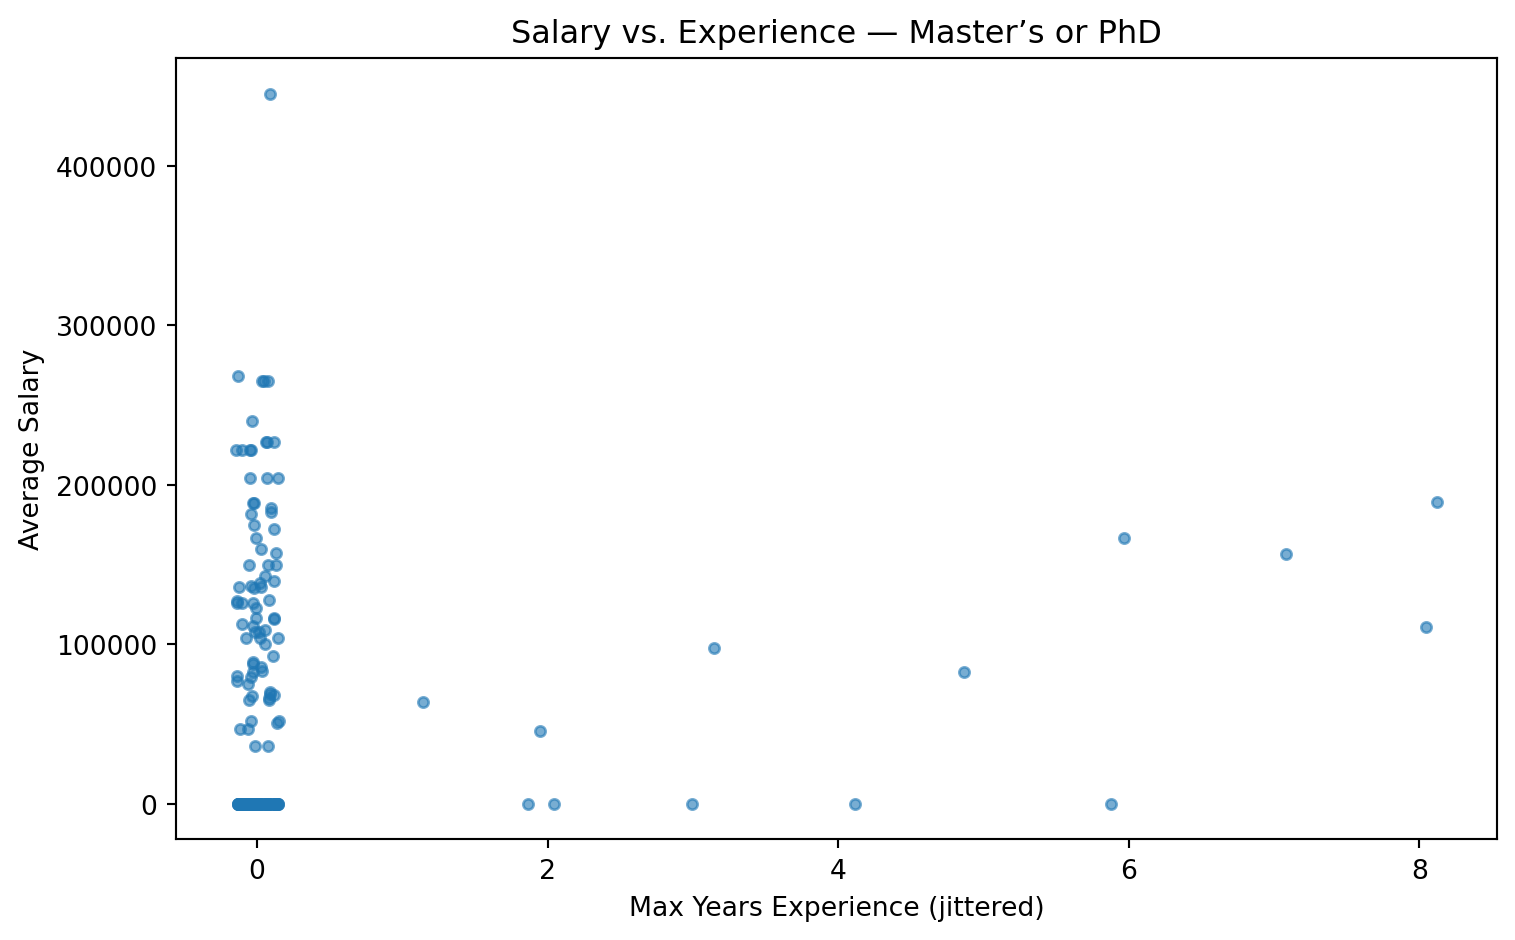 Salary vs. Experience — Master’s or PhD
Average Salary
400000
300000
200000
100000
0
0 2 4 6 8
Max Years Experience (jittered)